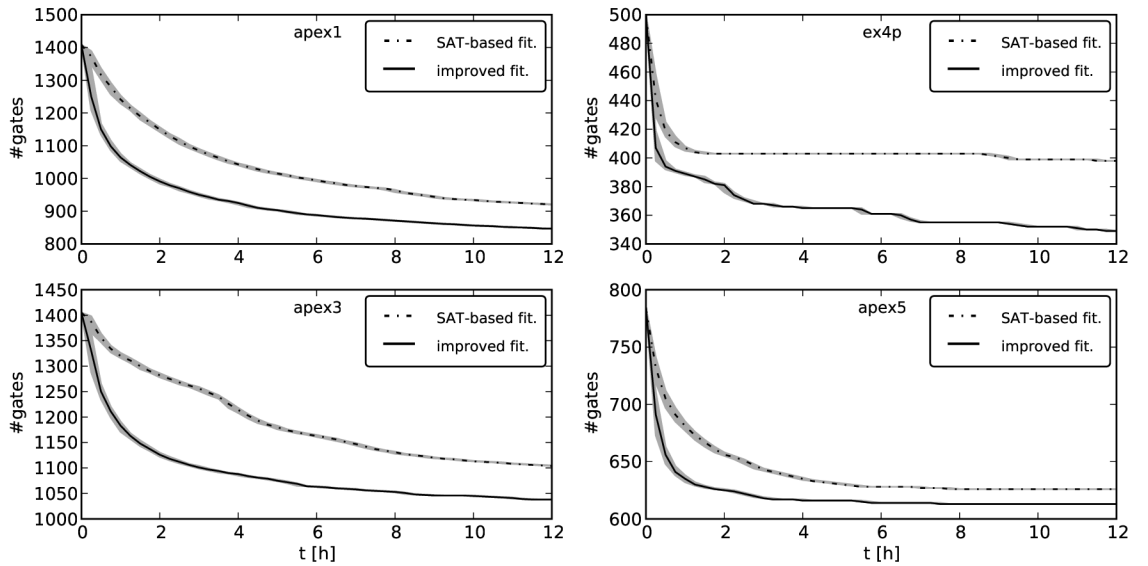 apex1
SAT-based fit.
improved fit.
#gates
1500
1400
1300
1200
1100
1000
900
800
0 2 4 6 8 10 12
ex4p
SAT-based fit.
improved fit.
#gates
500
480
460
440
420
400
380
360
340
0 2 4 6 8 10 12
apex3
SAT-based fit.
improved fit.
#gates
1450
1400
1350
1300
1250
1200
1150
1100
1050
1000
0 2 4 6 8 10 12
t [h]
apex5
SAT-based fit.
improved fit.
#gates
800
750
700
650
600
0 2 4 6 8 10 12
t [h]